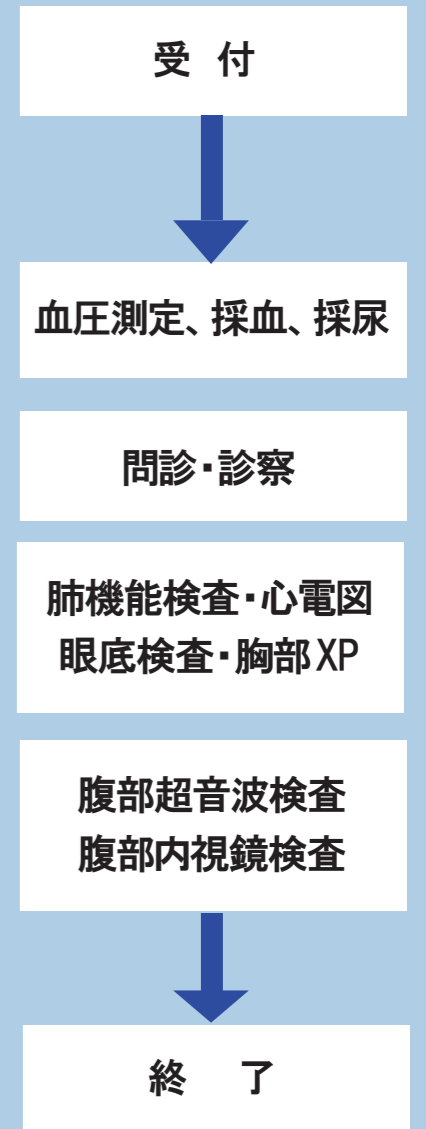 受 付
血圧測定、採血、採尿
問診・診察
肺機能検査・心電図
眼底検査・胸部XP
腹部超音波検査
腹部内視鏡検査
終 了